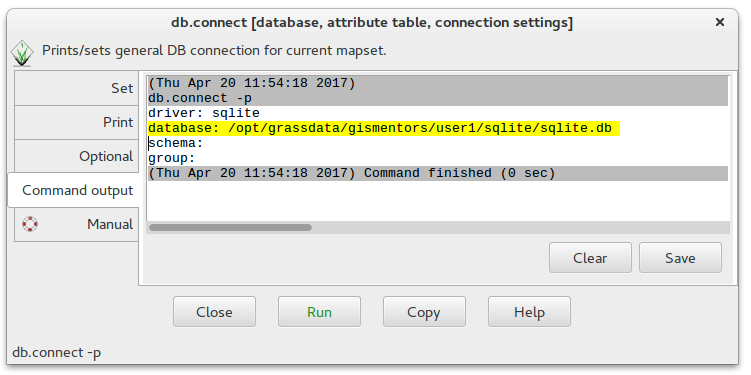 db.connect [database, attribute table, connection settings]
Prints/sets general DB connection for current mapset.
Set
Print
Optional
Command output
Manual
(Thu Apr 20 11:54:18 2017)
db.connect -p
driver: sqlite
database: /opt/grassdata/gismentors/user1/sqlite/sqlite.db
schema:
group:
(Thu Apr 20 11:54:18 2017) Command finished (0 sec)
Clear Save
Close Run Copy Help
db.connect -p